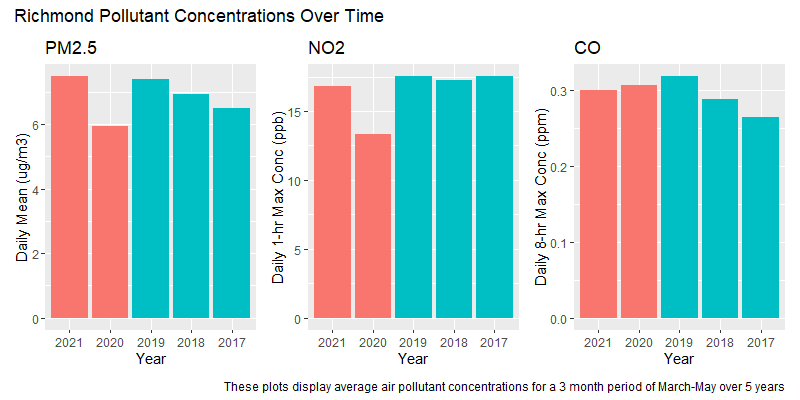 Richmond Pollutant Concentrations Over Time
PM2.5
Daily Mean (ug/m3)
6
4
2
0
2021 2020 2019 2018 2017
Year
NO2
Daily 1-hr Max Conc (ppb)
15
10
5
0
2021 2020 2019 2018 2017
Year
CO
Daily 8-hr Max Conc (ppm)
0.3
0.2
0.1
0.0
2021 2020 2019 2018 2017
Year
These plots display average air pollutant concentrations for a 3 month period of March-May over 5 years